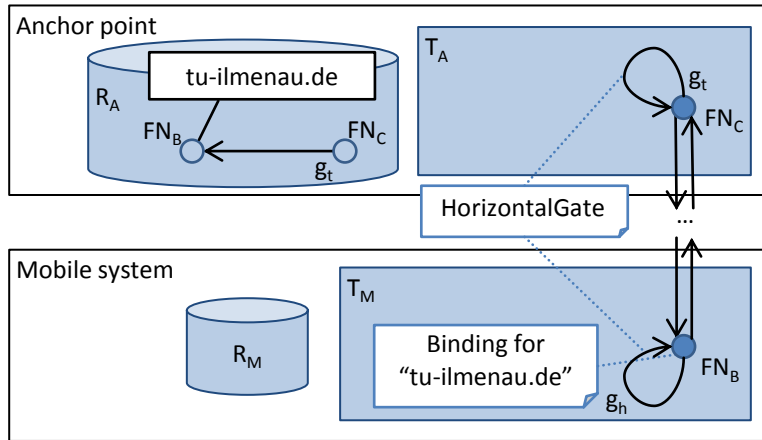 Anchor point
tu-ilmenau.de
R_A
FN_B
FN_C
g_t
T_A
g_t
FN_C
HorizontalGate
...
Mobile system
R_M
T_M
Binding for
“tu-ilmenau.de”
FN_B
g_h